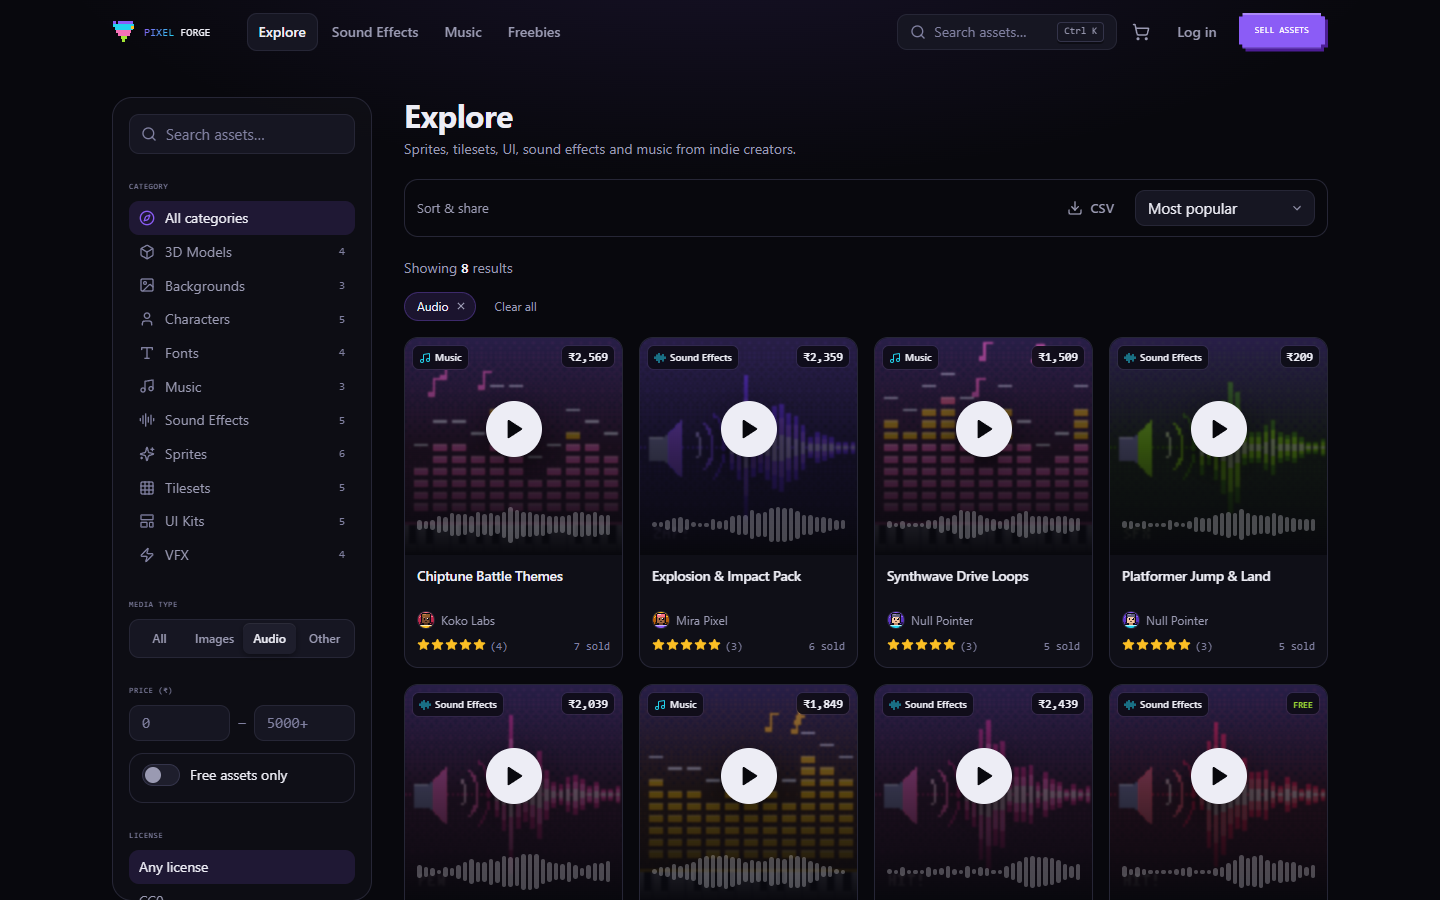 PIXEL FORGE
Explore
Sound Effects
Music
Freebies
Search assets...
Ctrl K
Log in
SELL ASSETS
Search assets...
CATEGORY
All categories
3D Models 4
Backgrounds 3
Characters 5
Fonts 4
Music 3
Sound Effects 5
Sprites 6
Tilesets 5
UI Kits 5
VFX 4
MEDIA TYPE
All Images Audio Other
PRICE (₹)
0 — 5000+
Free assets only
LICENSE
Any license
Explore
Sprites, tilesets, UI, sound effects and music from indie creators.
Sort & share
CSV
Most popular
Showing 8 results
Audio ×
Clear all
Music ₹2,569
Chiptune Battle Themes
Koko Labs
(4) 7 sold
Sound Effects ₹2,359
Explosion & Impact Pack
Mira Pixel
(3) 6 sold
Music ₹1,509
Synthwave Drive Loops
Null Pointer
(3) 5 sold
Sound Effects ₹209
Platformer Jump & Land
Null Pointer
(3) 5 sold
Sound Effects ₹2,039
Music ₹1,849
Sound Effects ₹2,439
Sound Effects FREE